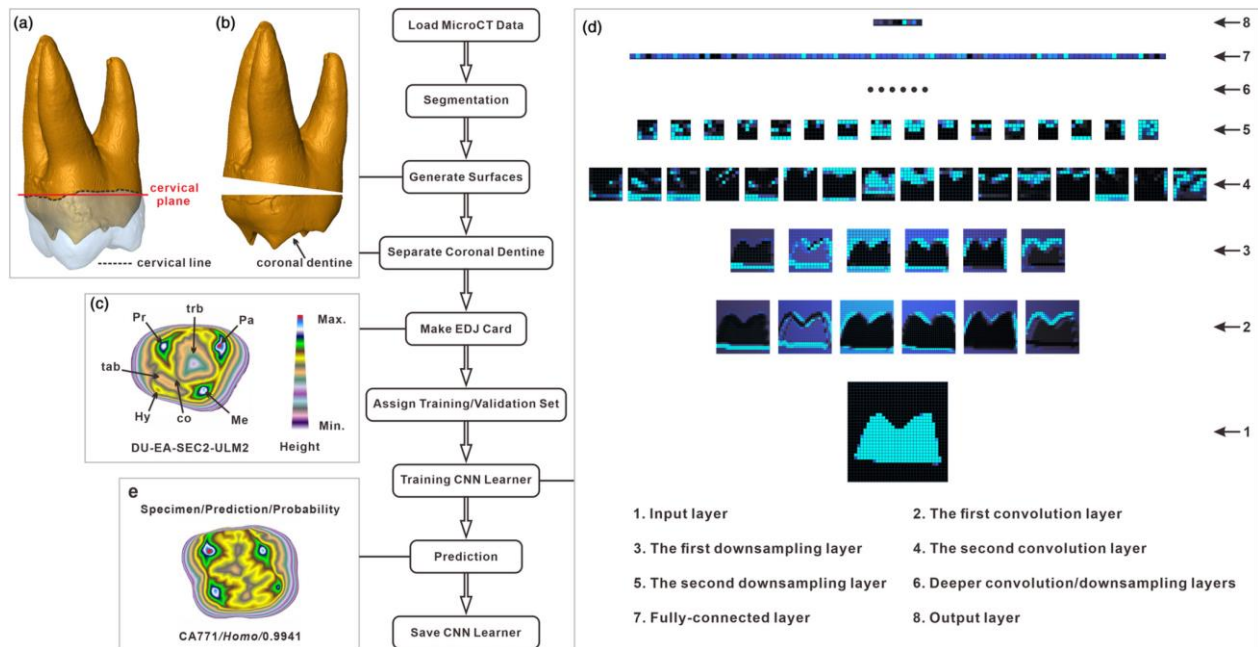 (a)
(b)
cervical
plane
cervical line
coronal dentine
(c)
trb
Pr
Pa
tab
Hy
co
Me
DU-EA-SEC2-ULM2
Max.
Min.
Height
e
Specimen/Prediction/Probability
CA771/Homo/0.9941
Load MicroCT Data
Segmentation
Generate Surfaces
Separate Coronal Dentine
Make EDJ Card
Assign Training/Validation Set
Training CNN Learner
Prediction
Save CNN Learner
(d)
8
7
6
5
4
3
2
1
1. Input layer
2. The first convolution layer
3. The first downsampling layer
4. The second convolution layer
5. The second downsampling layer
6. Deeper convolution/downsampling layers
7. Fully-connected layer
8. Output layer